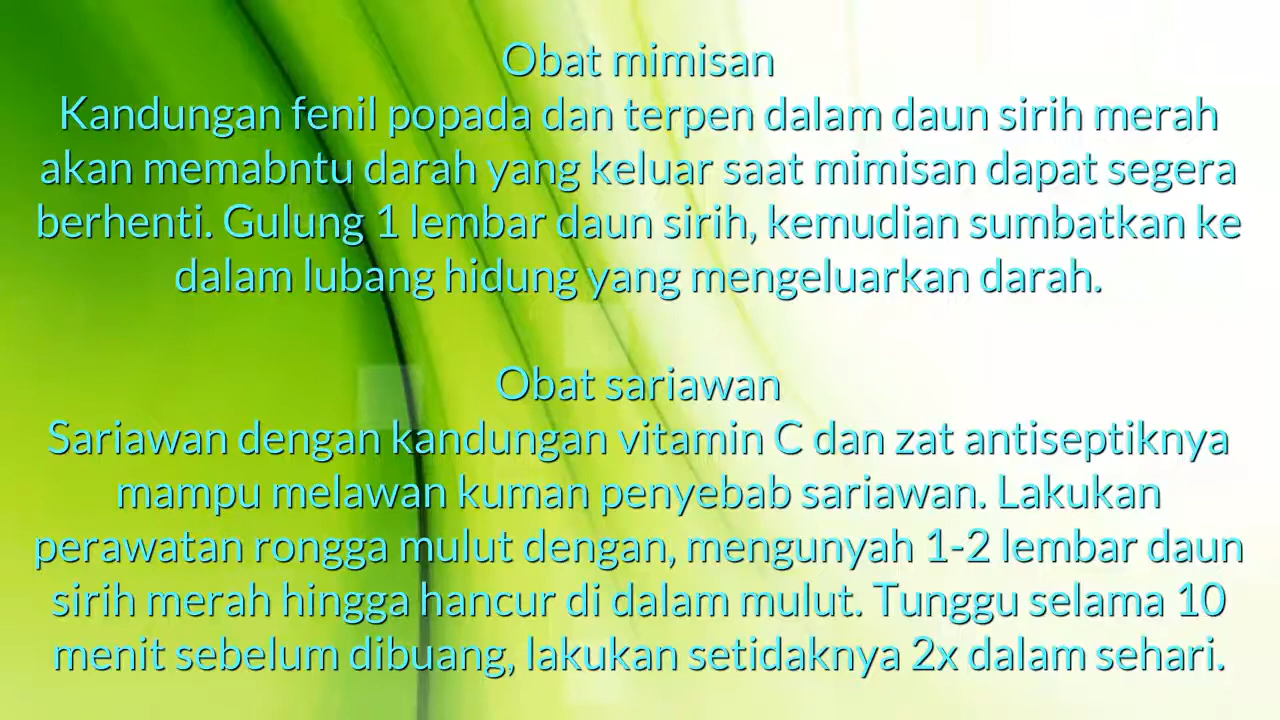 Obat mimisan
Kandungan fenil popada dan terpen dalam daun sirih merah
akan memabntu darah yang keluar saat mimisan dapat segera
berhenti. Gulung 1 lembar daun sirih, kemudian sumbatkan ke
dalam lubang hidung yang mengeluarkan darah.
Obat sariawan
Sariawan dengan kandungan vitamin C dan zat antiseptiknya
mampu melawan kuman penyebab sariawan. Lakukan
perawatan rongga mulut dengan, mengunyah 1-2 lembar daun
sirih merah hingga hancur di dalam mulut. Tunggu selama 10
menit sebelum dibuang, lakukan setidaknya 2x dalam sehari.